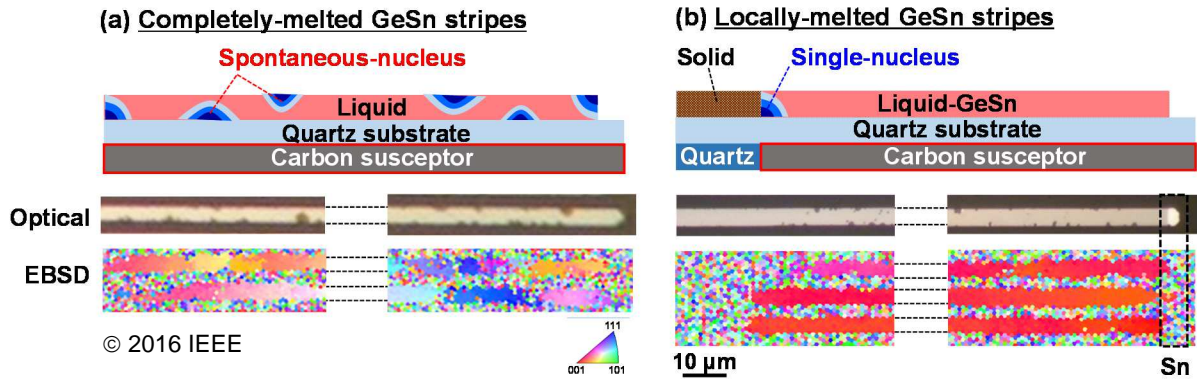 (a) Completely-melted GeSn stripes
Spontaneous-nucleus
Liquid
Quartz substrate
Carbon susceptor
Optical
EBSD
© 2016 IEEE
111
001
101
(b) Locally-melted GeSn stripes
Solid
Single-nucleus
Liquid-GeSn
Quartz substrate
Quartz
Carbon susceptor
10 μm
Sn